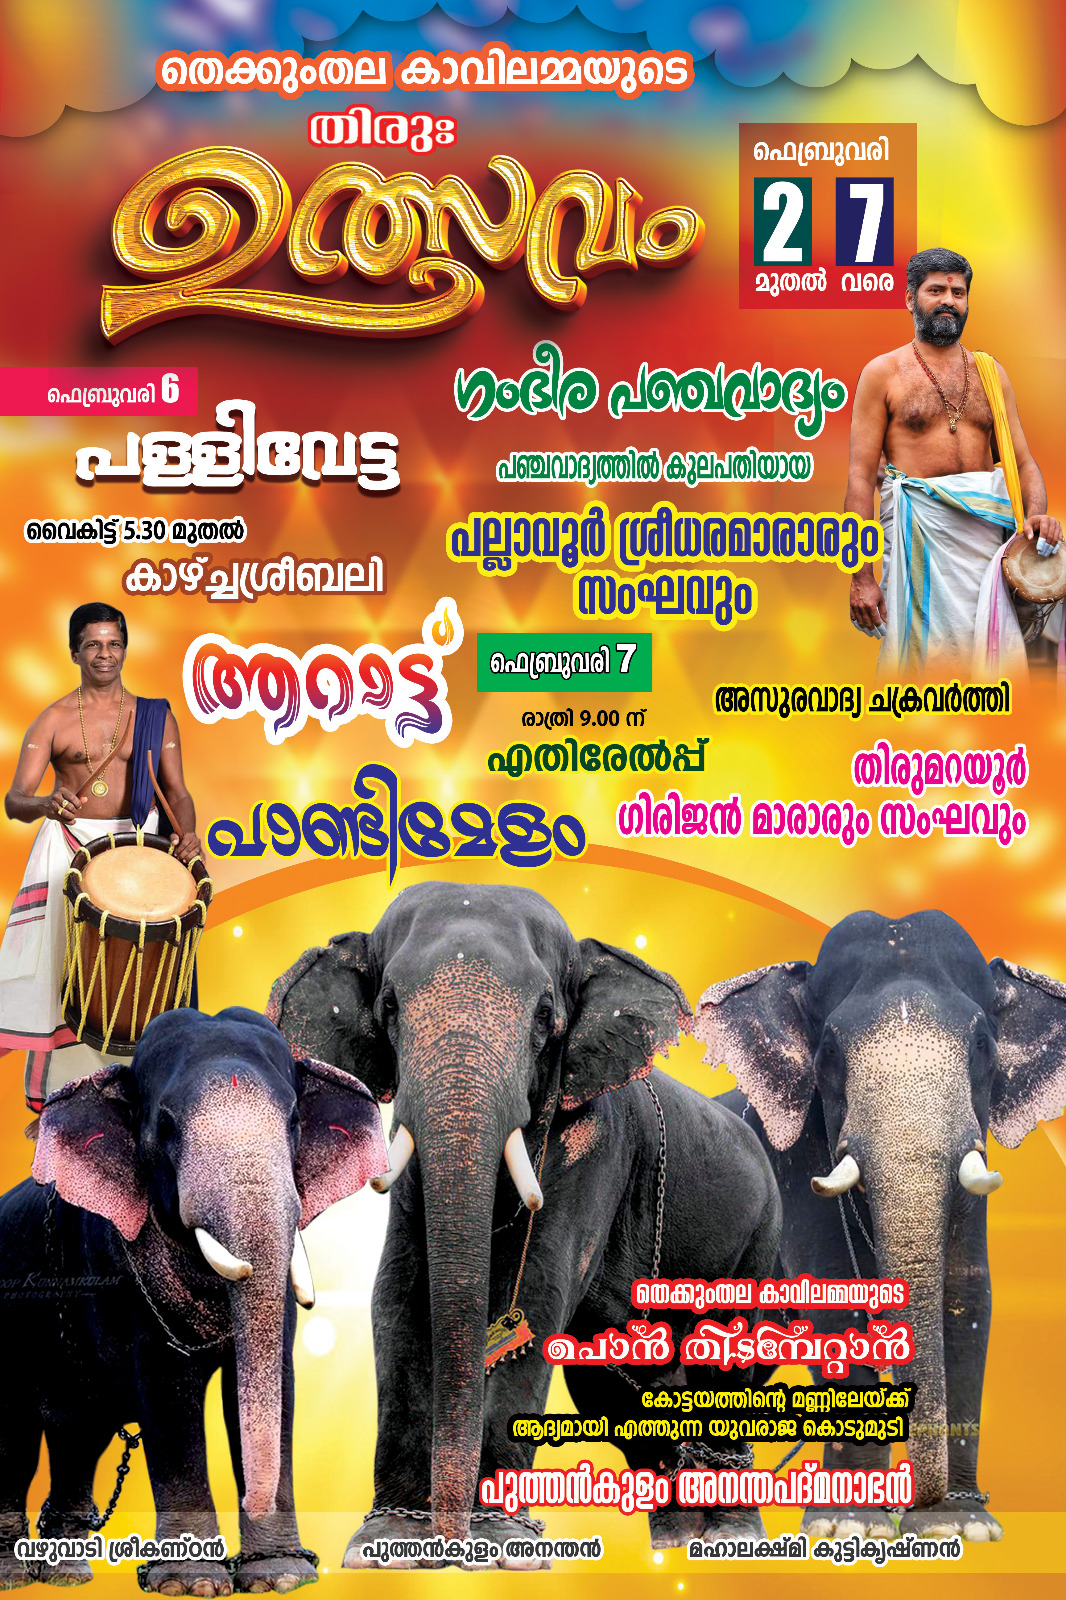 തെക്കുംതല കാവിലമ്മയുടെ
തിരുഃ
ഉത്സവം
ഫെബ്രുവരി
2 7
മുതൽ വരെ
ഫെബ്രുവരി 6
പള്ളിവേട്ട
വൈകിട്ട് 5.30 മുതൽ
കാഴ്ച്ചശ്രീബലി
ഗംഭീര പഞ്ചവാദ്യം
പഞ്ചവാദ്യത്തിൽ കുലപതിയായ
പല്ലാവൂർ ശ്രീധരമാരാരും
സംഘവും
ആറാട്ട്
ഫെബ്രുവരി 7
രാത്രി 9.00 ന്
എതിരേൽപ്പ്
പാണ്ടിമേളം
അസുരവാദ്യ ചക്രവർത്തി
തിരുമറയൂർ
ഗിരിജൻ മാരാരും സംഘവും
തെക്കുംതല കാവിലമ്മയുടെ
പൊൻ തിടമ്പേറ്റാൻ
കോട്ടയത്തിന്റെ മണ്ണിലേയ്ക്ക്
ആദ്യമായി എത്തുന്ന യുവരാജ കൊടുമുടി
പുത്തൻകുളം അനന്തപദ്മനാഭൻ
വഴുവാടി ശ്രീകണ്ഠൻ
പുത്തൻകുളം അനന്തൻ
മഹാലക്ഷ്മി കുട്ടികൃഷ്ണൻ
KUNNAMKULAM
PHOTOGRAPHY